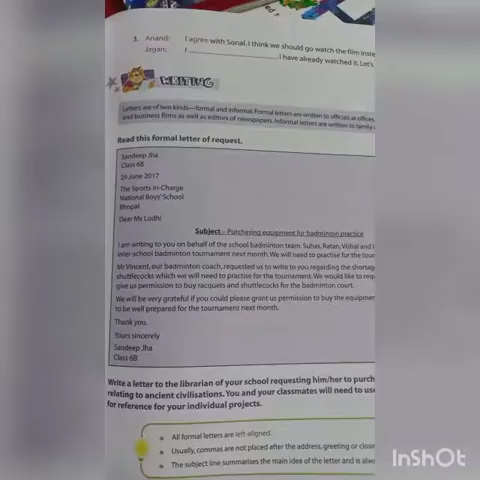 3. Anand: I agree with Sonal. I think we should go watch the film inste
Jagan: I ______ . I have already watched it. Let's
WRITING
Letters are of two kinds—formal and informal. Formal letters are written to officials at offices,
and business firms as well as editors of newspapers. Informal letters are written to family
Read this formal letter of request.
Sandeep Jha
Class 6B
26 June 2017
The Sports In-Charge
National Boys' School
Bhopal
Dear Ms Lodhi
Subject – Purchasing equipment for badminton practice
I am writing to you on behalf of the school badminton team. Suhas, Ratan, Vishal and I
inter-school badminton tournament next month. We will need to practise for the tour
Mr Vincent, our badminton coach, requested us to write to you regarding the shortag
shuttlecocks which we will need to practise for the tournament. We would like to req
give us permission to buy racquets and shuttlecocks for the badminton court.
We will be very grateful if you could please grant us permission to buy the equipmer
to be well prepared for the tournament next month.
Thank you.
Yours sincerely
Sandeep Jha
Class 6B
Write a letter to the librarian of your school requesting him/her to purch
relating to ancient civilisations. You and your classmates will need to use
for reference for your individual projects.
All formal letters are left-aligned.
Usually, commas are not placed after the address, greeting or closin
The subject line summarises the main idea of the letter and is alwa
InShOt